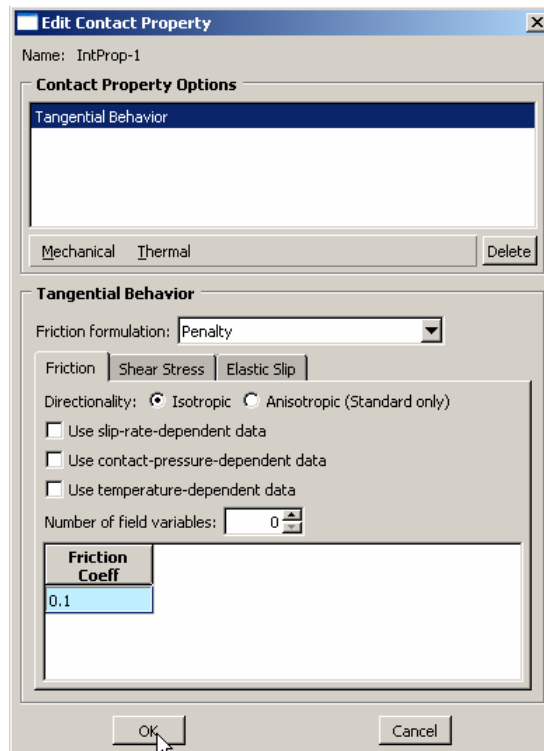 Edit Contact Property
Name: IntProp-1
Contact Property Options
Tangential Behavior
Mechanical Thermal Delete
Tangential Behavior
Friction formulation: Penalty
Friction Shear Stress Elastic Slip
Directionality: Isotropic Anisotropic (Standard only)
Use slip-rate-dependent data
Use contact-pressure-dependent data
Use temperature-dependent data
Number of field variables: 0
Friction
Coeff
0.1
OK Cancel